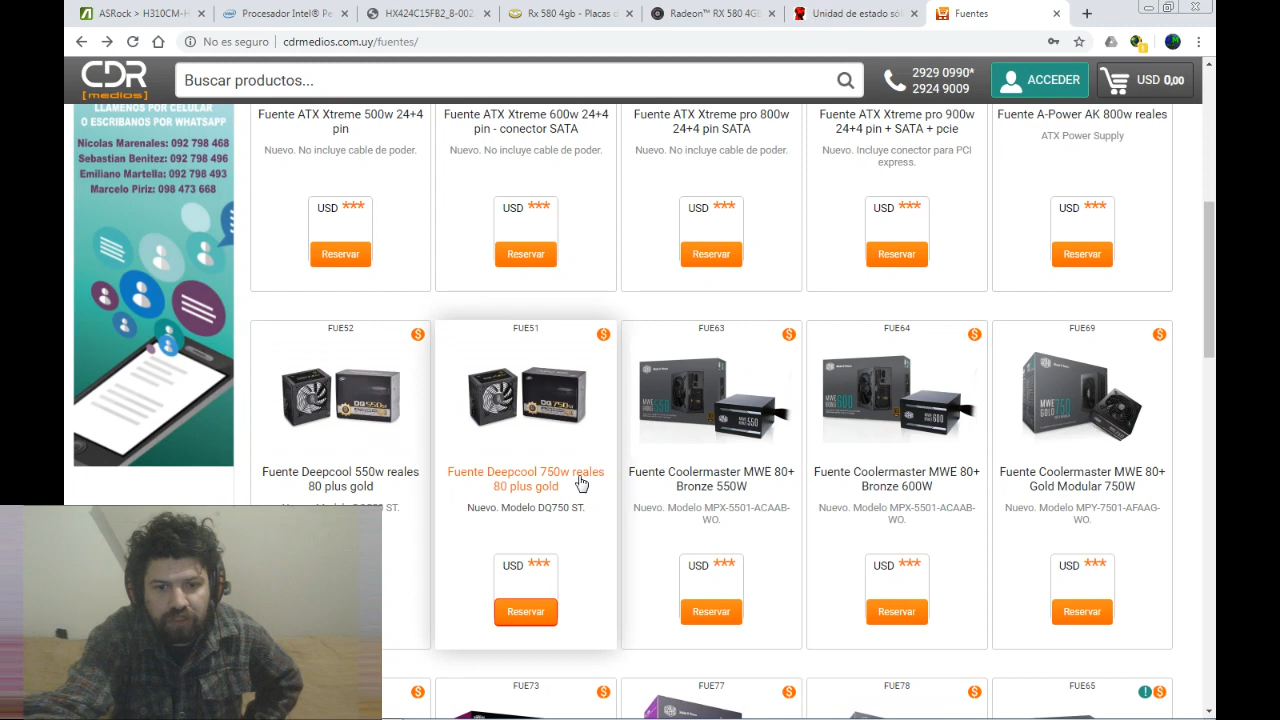 ASRock > H310CM-H
Procesador Intel® Pe
HX424C15FB2_8-002
Rx 580 4gb - Placas d
Radeon™ RX 580 4GB
Unidad de estado sól
Fuentes
No es seguro
cdrmedios.com.uy/fuentes/
CDR
[medios]
Buscar productos...
2929 0990*
2924 9009
ACCEDER
USD 0,00
LLAMENOS POR CELULAR
O ESCRIBANOS POR WHATSAPP
Nicolas Marenales: 092 798 468
Sebastian Benitez: 092 798 496
Emiliano Martella: 092 798 493
Marcelo Piriz: 098 473 668
Fuente ATX Xtreme 500w 24+4
pin
Nuevo. No incluye cable de poder.
USD ***
Reservar
Fuente ATX Xtreme 600w 24+4
pin - conector SATA
Nuevo. No incluye cable de poder.
USD ***
Reservar
Fuente ATX Xtreme pro 800w
24+4 pin SATA
Nuevo. No incluye cable de poder.
USD ***
Reservar
Fuente ATX Xtreme pro 900w
24+4 pin + SATA + pcie
Nuevo. Incluye conector para PCI
express.
USD ***
Reservar
Fuente A-Power AK 800w reales
ATX Power Supply
USD ***
Reservar
FUE52
Fuente Deepcool 550w reales
80 plus gold
FUE51
Fuente Deepcool 750w reales
80 plus gold
Nuevo. Modelo DQ750 ST.
USD ***
Reservar
FUE63
Fuente Coolermaster MWE 80+
Bronze 550W
Nuevo. Modelo MPX-5501-ACAAB-
WO.
USD ***
Reservar
FUE64
Fuente Coolermaster MWE 80+
Bronze 600W
Nuevo. Modelo MPX-5501-ACAAB-
WO.
USD ***
Reservar
FUE69
Fuente Coolermaster MWE 80+
Gold Modular 750W
Nuevo. Modelo MPY-7501-AFAAG-
WO.
USD ***
Reservar
FUE73
FUE77
FUE78
FUE65